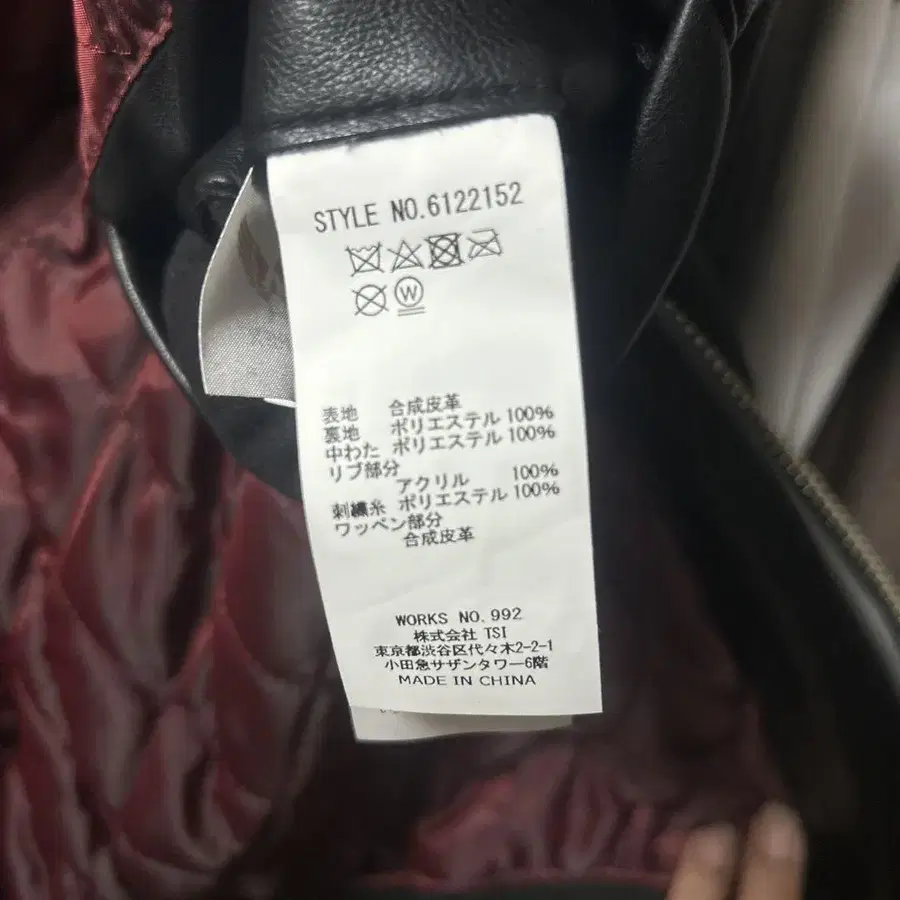 STYLE NO.6122152
W
表地 合成皮革
裏地 ポリエステル 100%
中わた ポリエステル 100%
リブ部分
アクリル 100%
刺繍糸 ポリエステル 100%
ワッペン部分
合成皮革
WORKS NO.992
株式会社 TSI
東京都渋谷区代々木2-2-1
小田急サザンタワー6階
MADE IN CHINA